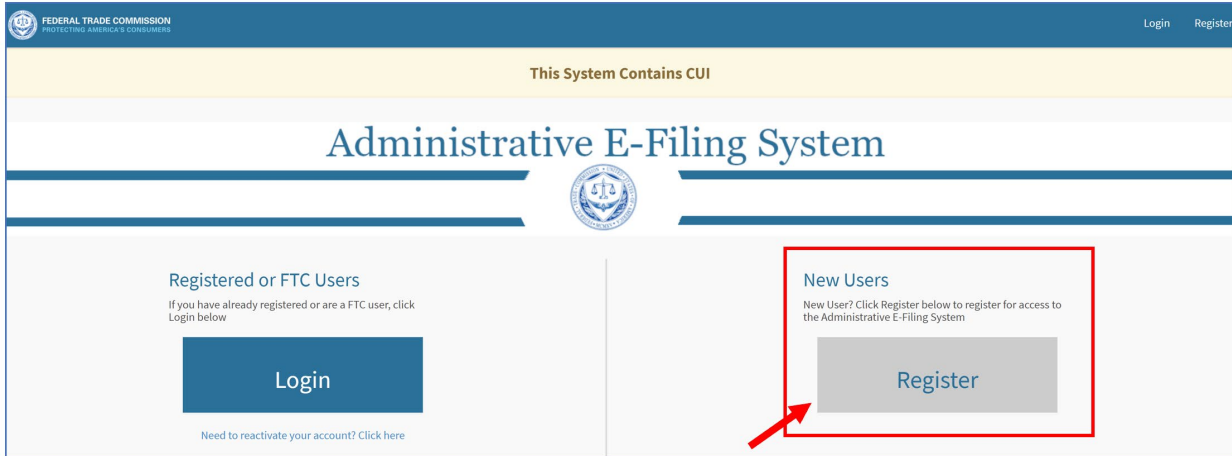 FEDERAL TRADE COMMISSION
PROTECTING AMERICA'S CONSUMERS
Login Register
This System Contains CUI
Administrative E-Filing System
Registered or FTC Users
If you have already registered or are a FTC user, click
Login below
Login
Need to reactivate your account? Click here
New Users
New User? Click Register below to register for access to
the Administrative E-Filing System
Register